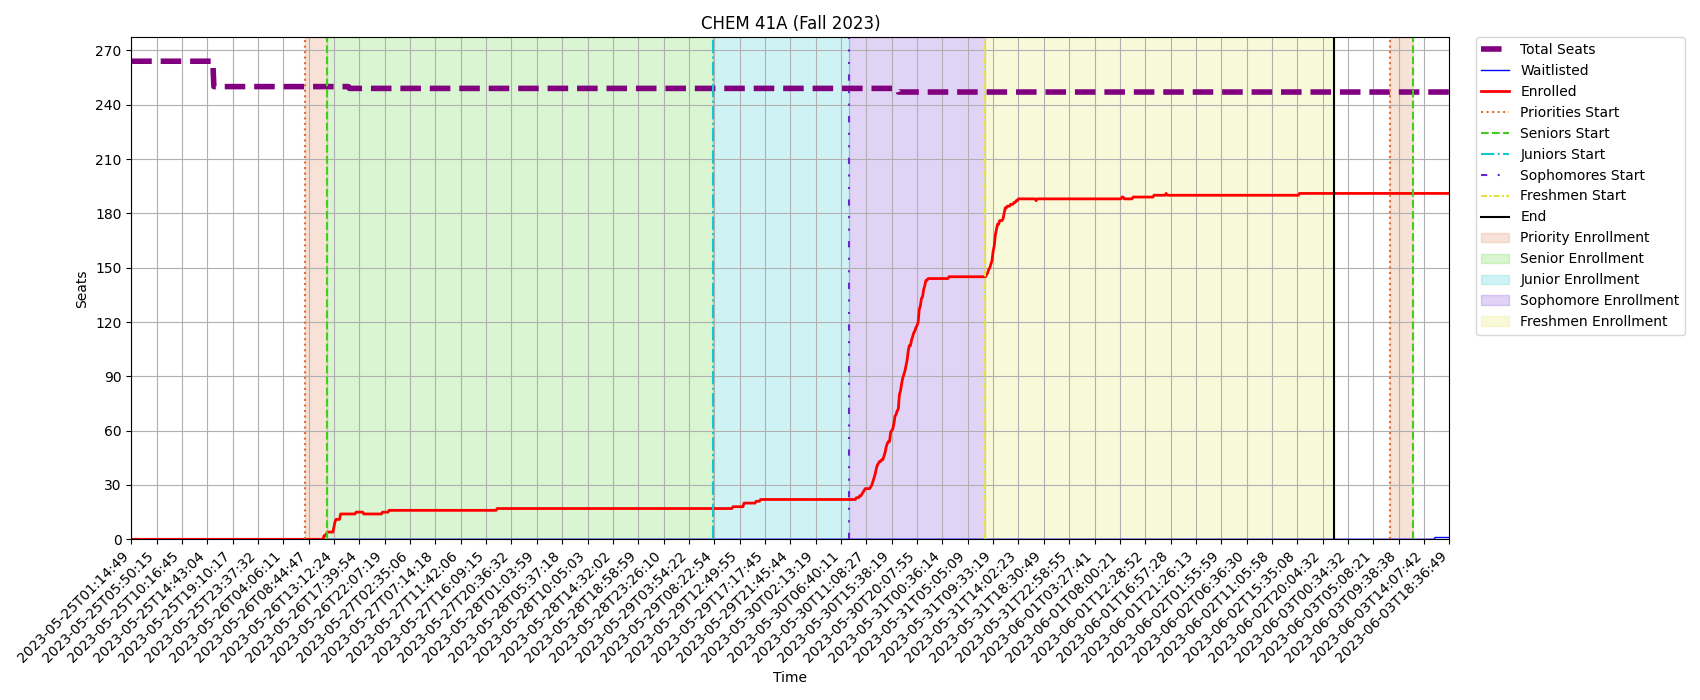 CHEM 41A (Fall 2023)
Seats
270
240
210
180
150
120
90
60
30
0
2023-05-25T01:14:49
2023-05-25T05:50:15
2023-05-25T10:16:45
2023-05-25T14:43:04
2023-05-25T19:10:17
2023-05-25T23:37:32
2023-05-26T04:06:11
2023-05-26T08:44:47
2023-05-26T13:12:24
2023-05-26T17:39:54
2023-05-26T22:07:19
2023-05-27T02:35:06
2023-05-27T07:14:18
2023-05-27T11:42:06
2023-05-27T16:09:15
2023-05-27T20:36:32
2023-05-28T01:03:59
2023-05-28T05:37:18
2023-05-28T10:05:03
2023-05-28T14:32:02
2023-05-28T18:58:59
2023-05-28T23:26:10
2023-05-29T03:54:22
2023-05-29T08:22:54
2023-05-29T12:49:55
2023-05-29T17:17:45
2023-05-29T21:45:44
2023-05-30T02:13:19
2023-05-30T06:40:11
2023-05-30T11:08:27
2023-05-30T15:38:19
2023-05-30T20:07:55
2023-05-31T00:36:14
2023-05-31T05:05:09
2023-05-31T09:33:19
2023-05-31T14:02:23
2023-05-31T18:30:49
2023-05-31T22:58:55
2023-06-01T03:27:41
2023-06-01T08:00:21
2023-06-01T12:28:52
2023-06-01T16:57:28
2023-06-01T21:26:13
2023-06-02T01:55:59
2023-06-02T06:36:30
2023-06-02T11:05:58
2023-06-02T15:35:08
2023-06-02T20:04:32
2023-06-03T00:34:32
2023-06-03T05:08:21
2023-06-03T09:38:38
2023-06-03T14:07:42
2023-06-03T18:36:49
Time
Total Seats
Waitlisted
Enrolled
Priorities Start
Seniors Start
Juniors Start
Sophomores Start
Freshmen Start
End
Priority Enrollment
Senior Enrollment
Junior Enrollment
Sophomore Enrollment
Freshmen Enrollment